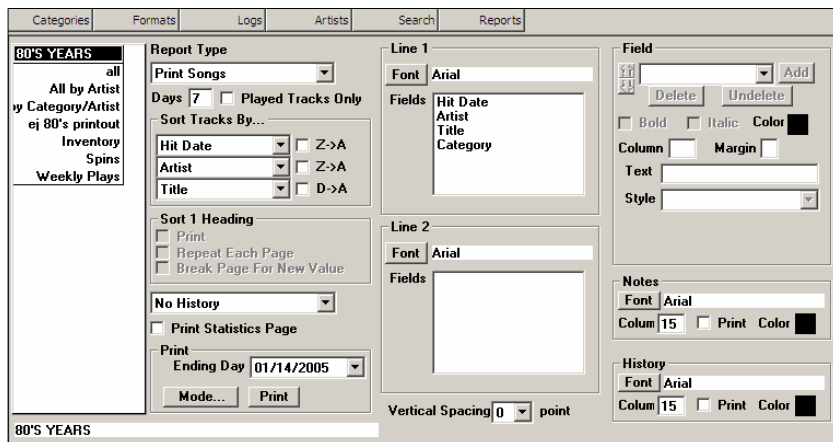 Categories Formats Logs Artists Search Reports
80'S YEARS
all
All by Artist
y Category/Artist
ej 80's printout
Inventory
Spins
Weekly Plays
80'S YEARS
Report Type
Print Songs
Days 7 Played Tracks Only
Sort Tracks By...
Hit Date Z->A
Artist Z->A
Title D->A
Sort 1 Heading
Print
Repeat Each Page
Break Page For New Value
No History
Print Statistics Page
Print
Ending Day 01/14/2005
Mode... Print
Line 1
Font Arial
Fields Hit Date
Artist
Title
Category
Line 2
Font Arial
Fields
Vertical Spacing 0 point
Field
Add
Delete Undelete
Bold Italic Color
Column Margin
Text
Style
Notes
Font Arial
Colum 15 Print Color
History
Font Arial
Colum 15 Print Color